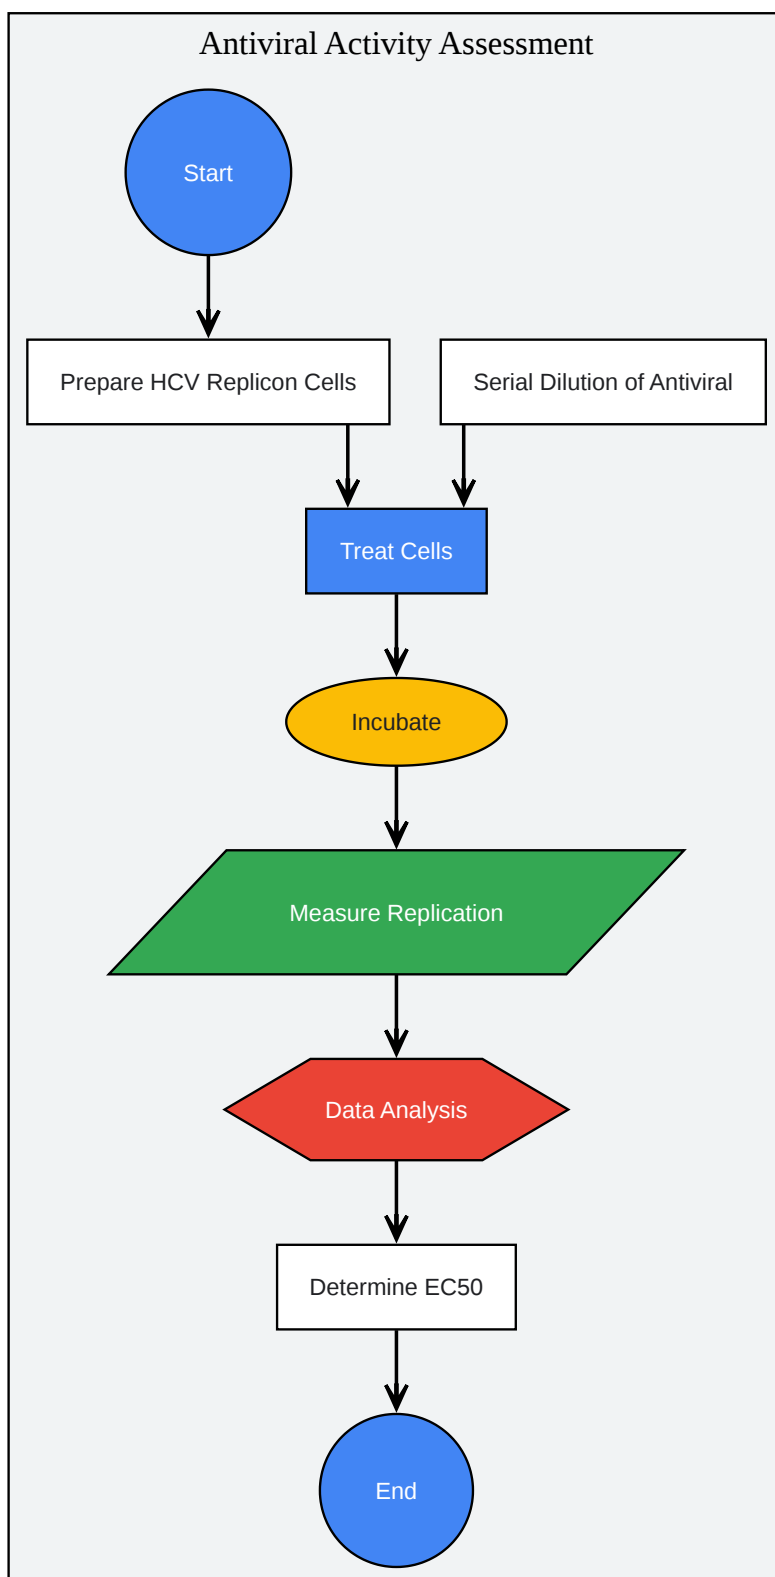 Antiviral Activity Assessment
Start
Prepare HCV Replicon Cells
Serial Dilution of Antiviral
Treat Cells
Incubate
Measure Replication
Data Analysis
Determine EC50
End